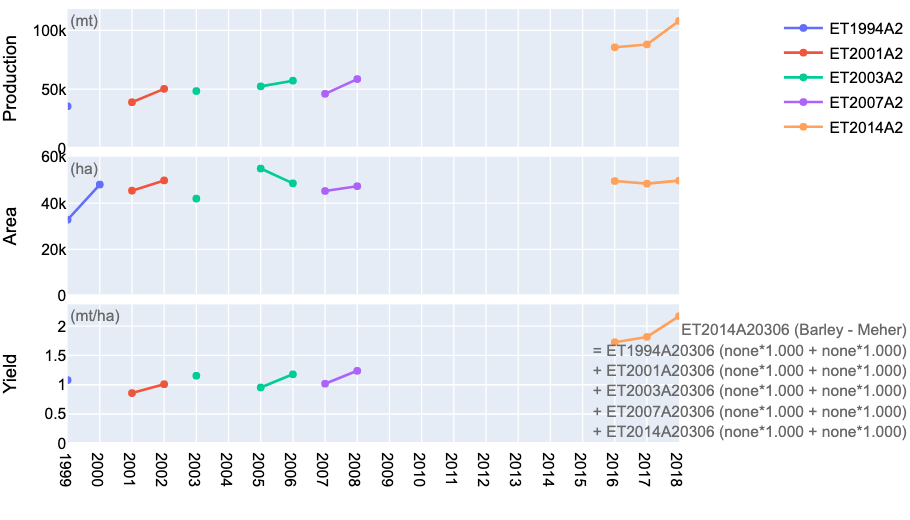 (mt)
Production
100k
50k
0
ET1994A2
ET2001A2
ET2003A2
ET2007A2
ET2014A2
(ha)
Area
60k
40k
20k
0
(mt/ha)
Yield
2
1.5
1
0.5
0
ET2014A20306 (Barley - Meher)
= ET1994A20306 (none*1.000 + none*1.000)
+ ET2001A20306 (none*1.000 + none*1.000)
+ ET2003A20306 (none*1.000 + none*1.000)
+ ET2007A20306 (none*1.000 + none*1.000)
+ ET2014A20306 (none*1.000 + none*1.000)
1999
2000
2001
2002
2003
2004
2005
2006
2007
2008
2009
2010
2011
2012
2013
2014
2015
2016
2017
2018